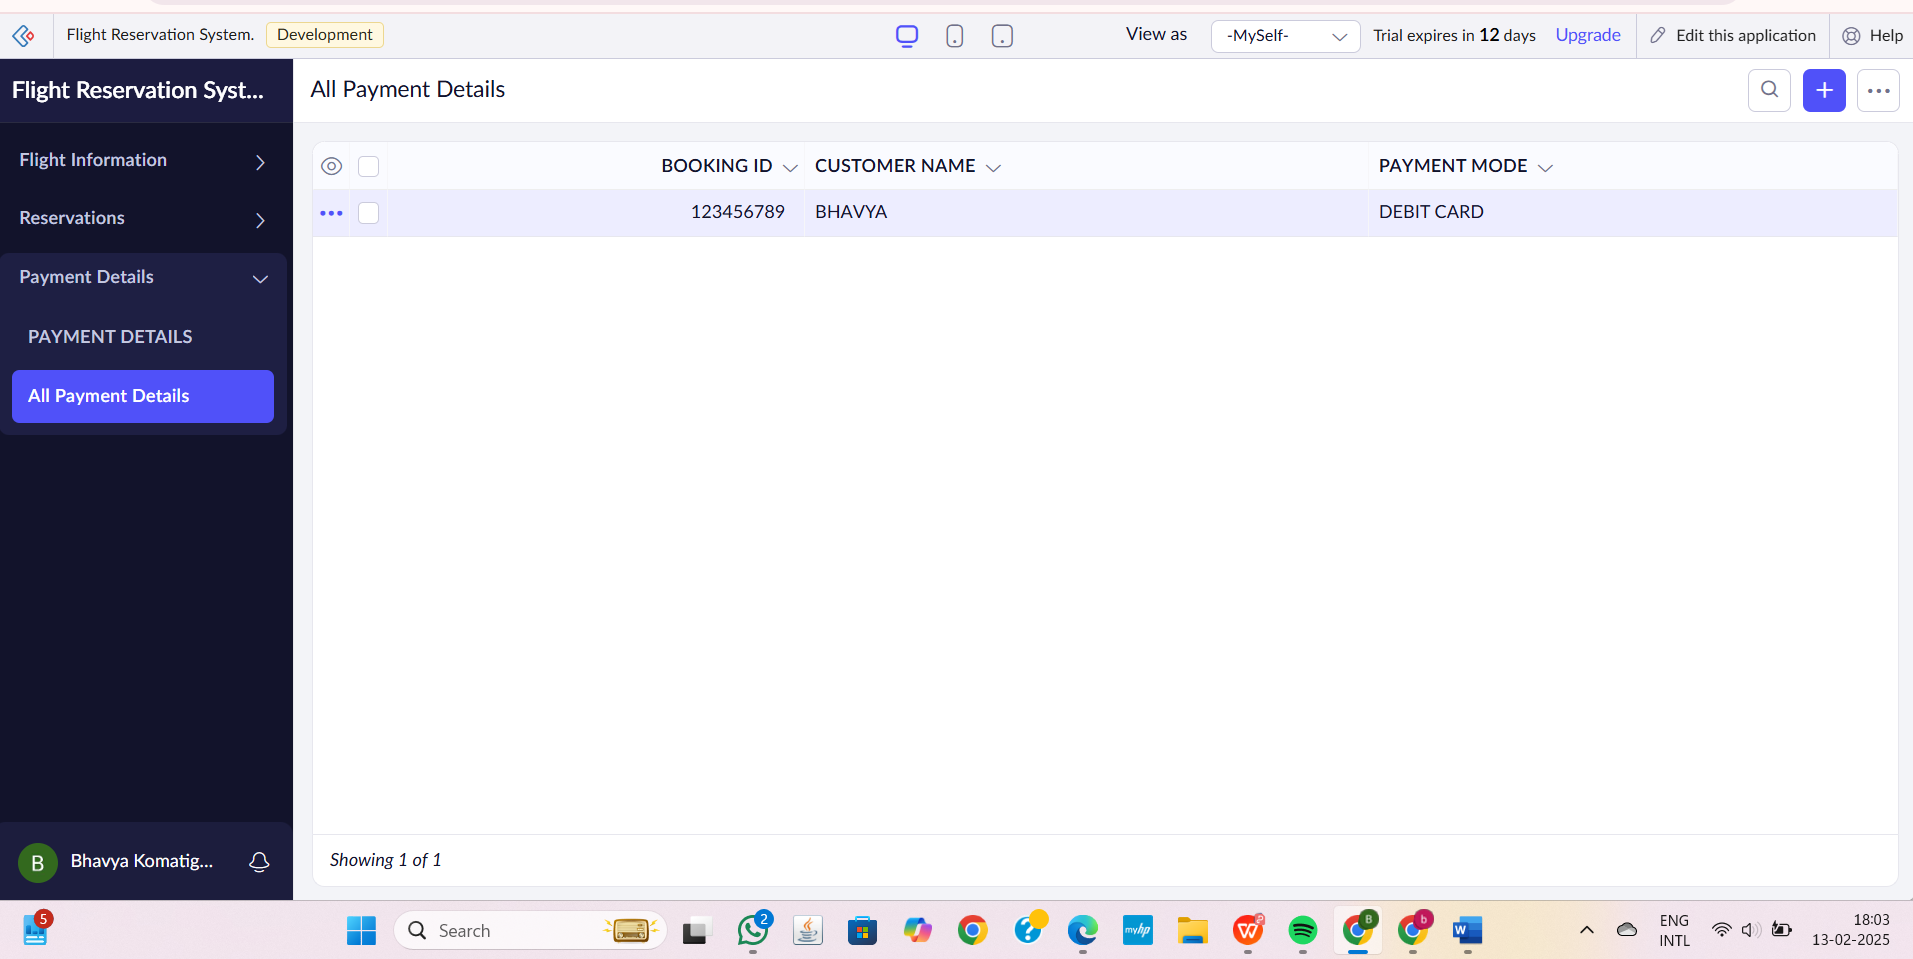 Flight Reservation System. Development View as -MySelf- Trial expires in 12 days Upgrade Edit this application Help
Flight Reservation Syst...
All Payment Details
Flight Information
Reservations
Payment Details
PAYMENT DETAILS
All Payment Details
BOOKING ID CUSTOMER NAME PAYMENT MODE
123456789 BHAVYA DEBIT CARD
Showing 1 of 1
B Bhavya Komatig...
5
Search
2
myhp
B
b
W
ENG
INTL
18:03
13-02-2025